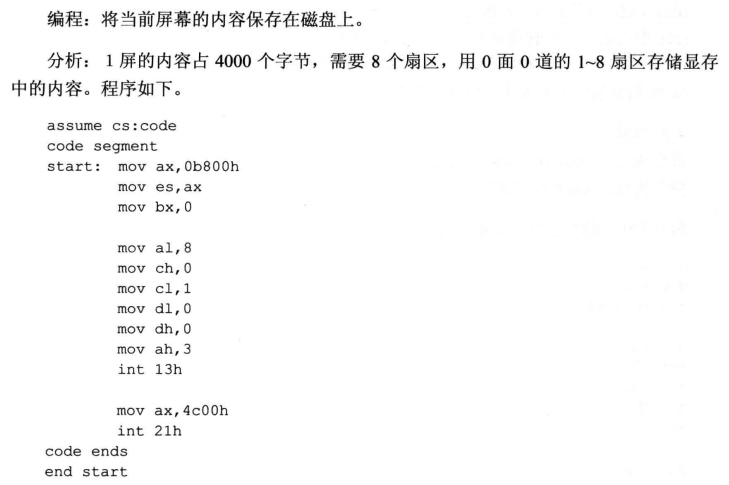 编程：将当前屏幕的内容保存在磁盘上。
分析：1 屏的内容占 4000 个字节，需要 8 个扇区，用 0 面 0 道的 1~8 扇区存储显存
中的内容。程序如下。
assume cs:code
code segment
start: mov ax,0b800h
mov es,ax
mov bx,0
mov al,8
mov ch,0
mov cl,1
mov dl,0
mov dh,0
mov ah,3
int 13h
mov ax,4c00h
int 21h
code ends
end start